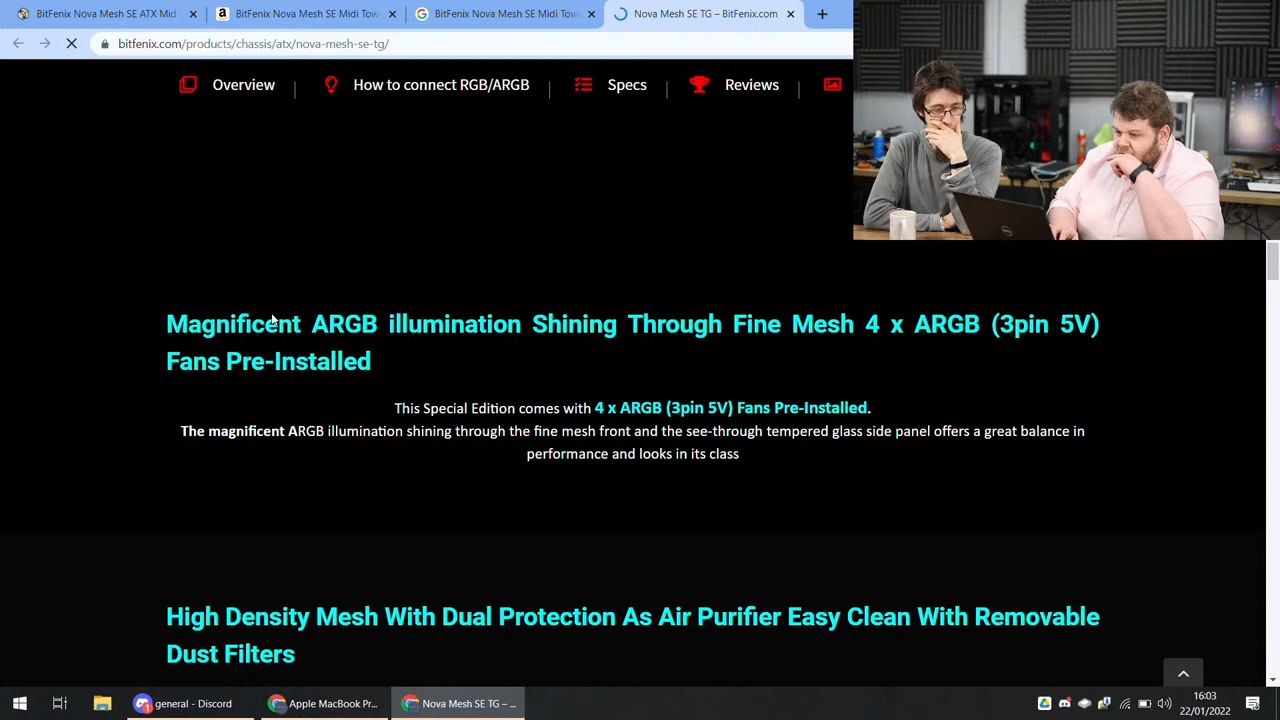 BitFenix Nova Mesh SE ATX Mid T
BitFenix Nova Mesh SE Midi Towe
BitFenix Nova Mesh SE Midi Towe
Nova Mesh SE TG – BitFenix.com
bitfenix.com/products/chassis/atx/nova-mesh-se-tg/
Overview
How to connect RGB/ARGB
Specs
Reviews
Magnificent ARGB illumination Shining Through Fine Mesh 4 x ARGB (3pin 5V)
Fans Pre-Installed
This Special Edition comes with 4 x ARGB (3pin 5V) Fans Pre-Installed.
The magnificent ARGB illumination shining through the fine mesh front and the see-through tempered glass side panel offers a great balance in
performance and looks in its class
High Density Mesh With Dual Protection As Air Purifier Easy Clean With Removable
Dust Filters
general - Discord
Apple MacBook P...
Nova Mesh SE TG – ...
16:03
22/01/2022